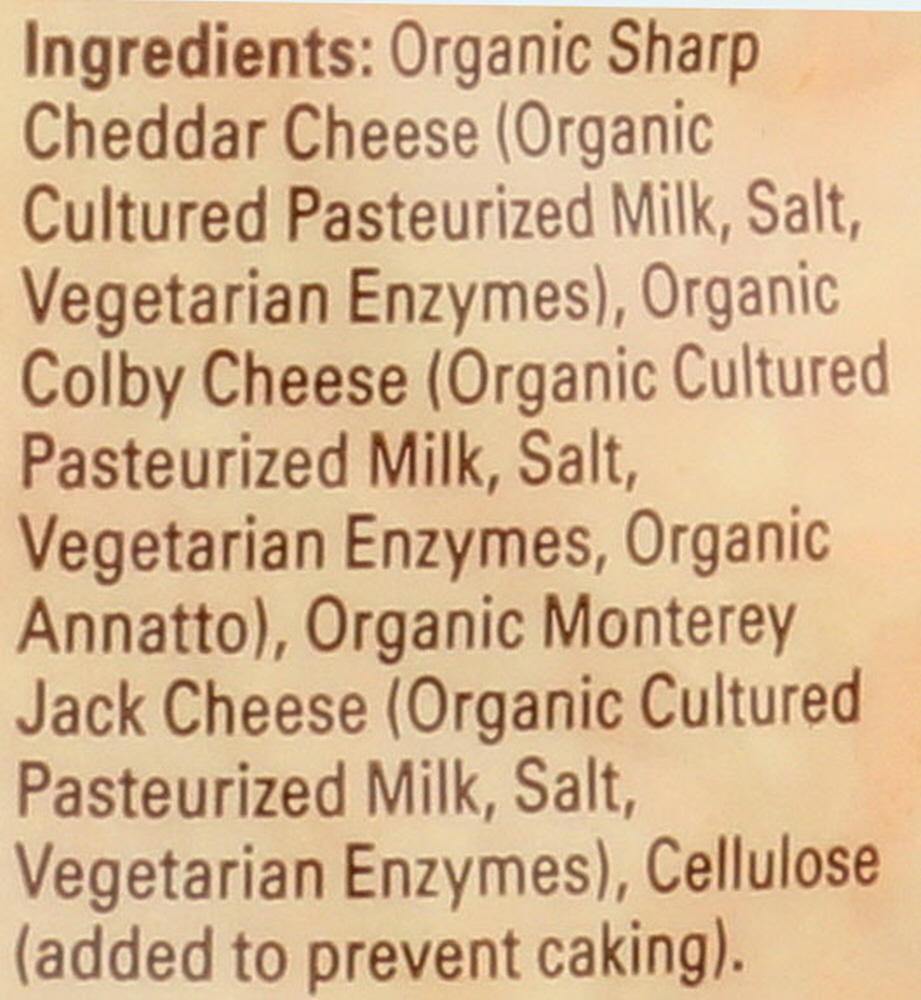 Ingredients: Organic Sharp
Cheddar Cheese (Organic
Cultured Pasteurized Milk, Salt,
Vegetarian Enzymes), Organic
Colby Cheese (Organic Cultured
Pasteurized Milk, Salt,
Vegetarian Enzymes, Organic
Annatto), Organic Monterey
Jack Cheese (Organic Cultured
Pasteurized Milk, Salt,
Vegetarian Enzymes), Cellulose
(added to prevent caking).